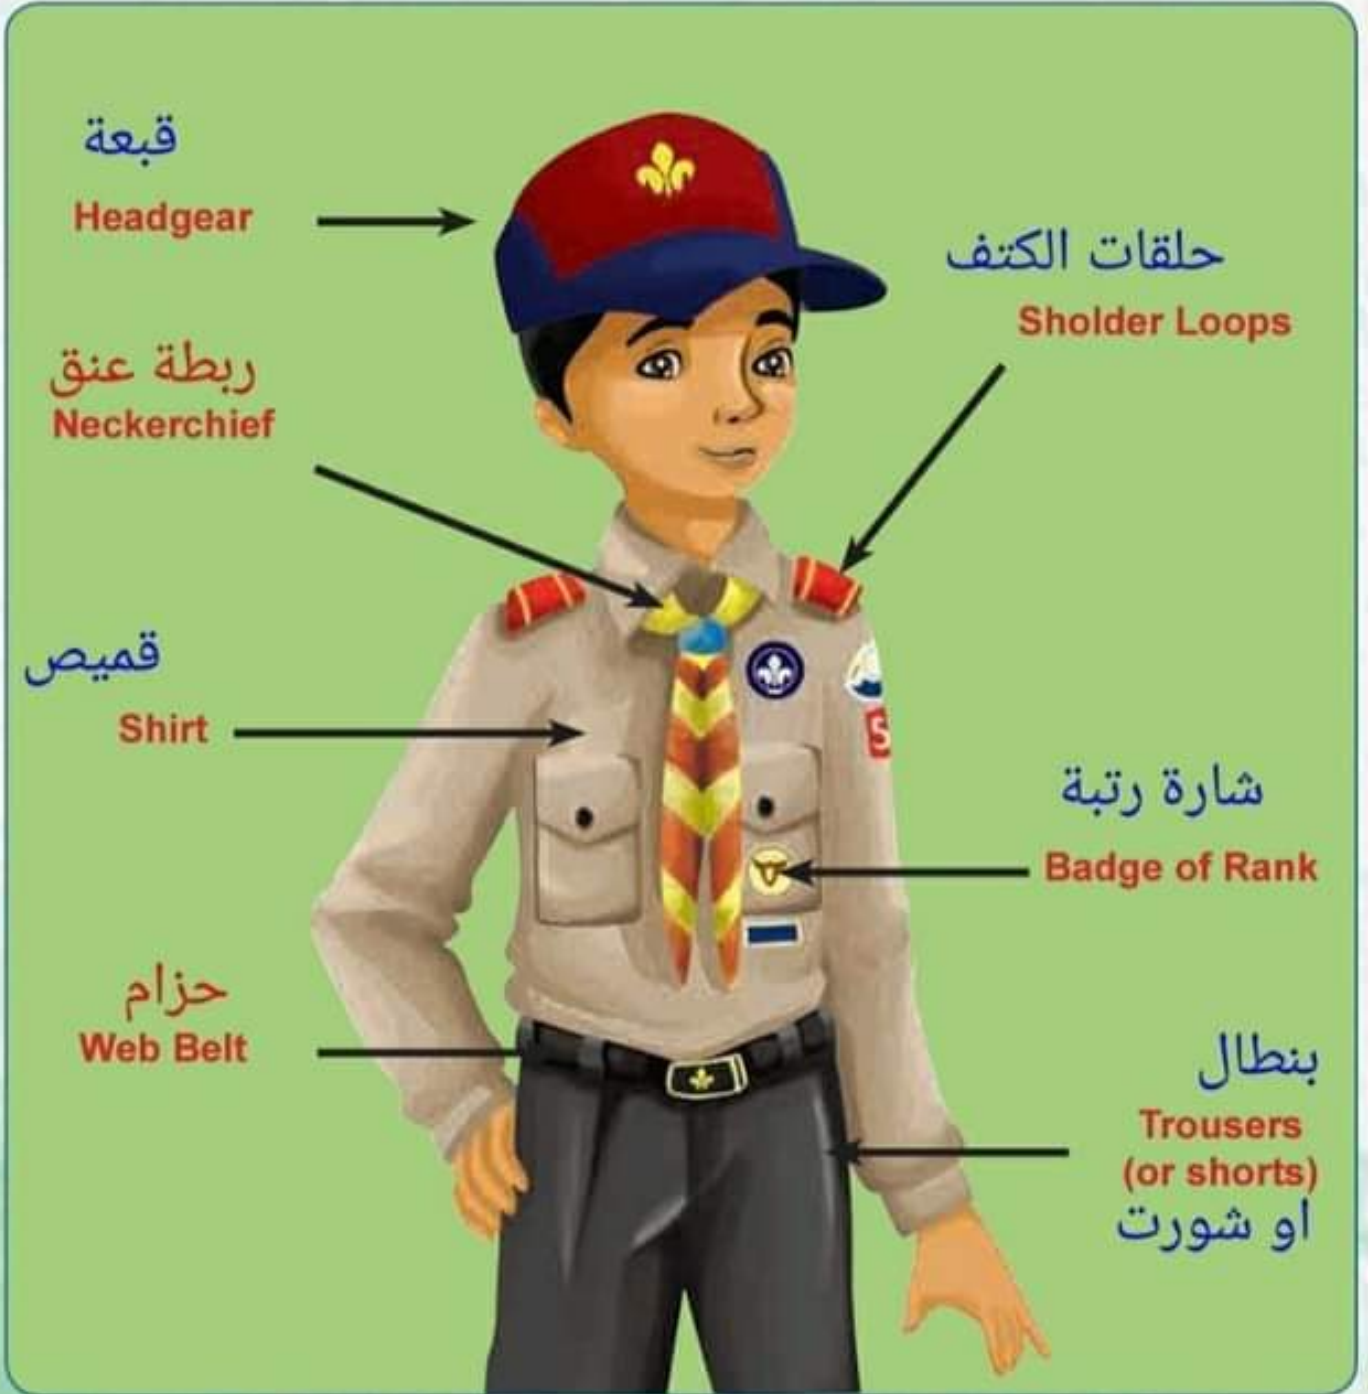 قبعة
Headgear
حلقات الكتف
Sholder Loops
ربطة عنق
Neckerchief
قميص
Shirt
S
شارة رتبة
Badge of Rank
حزام
Web Belt
بنطال
Trousers
(or shorts)
او شورت